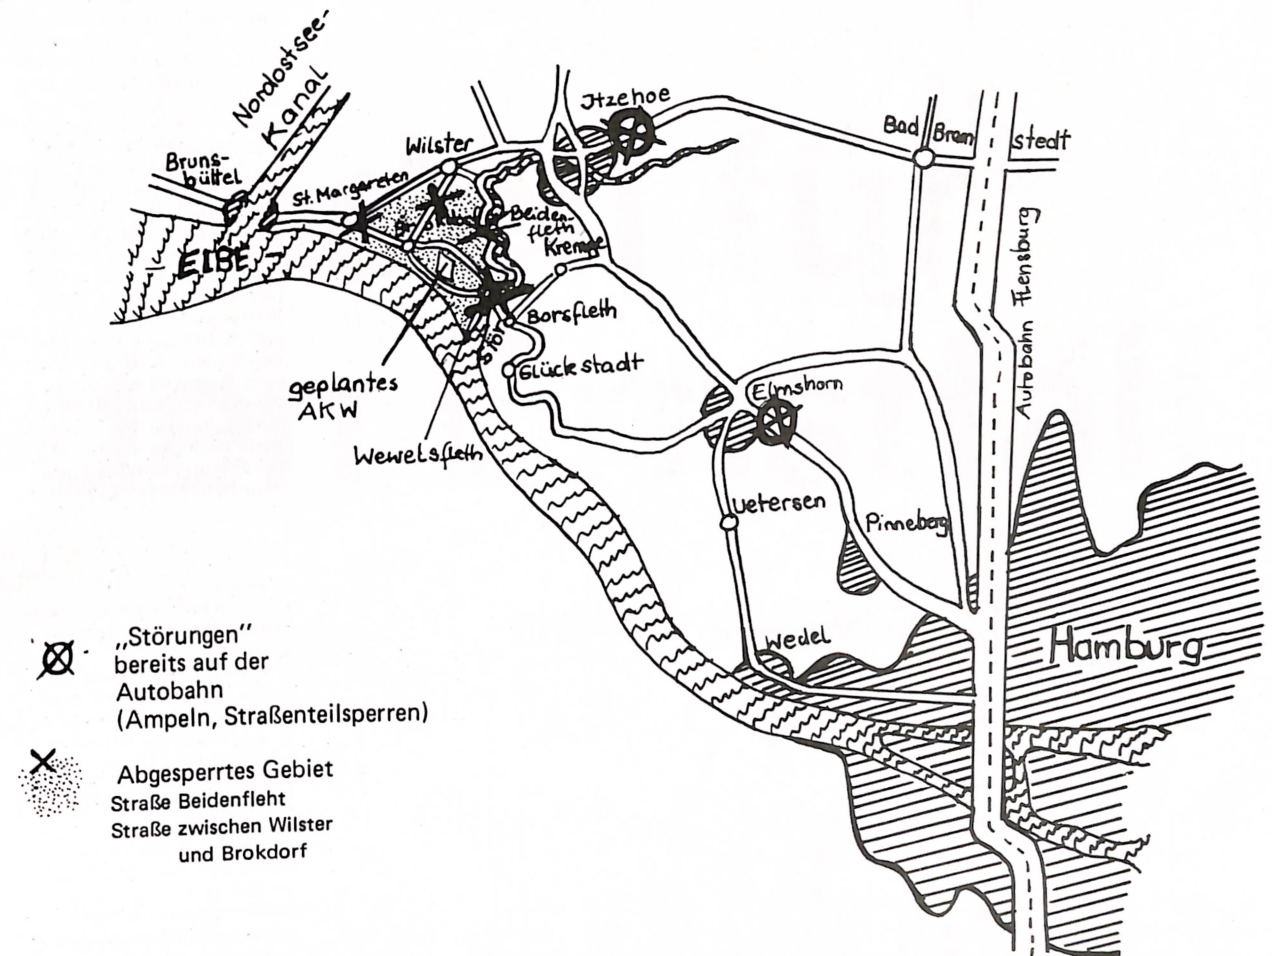 Nordostsee-
Kanal
Itzehoe
Bad Bram stedt
Wilster
Bruns-
büttel
St. Margareten
Beiden-
fleth
Krempe
ELBE
Autobahn Flensburg
Borsfleth
Stör
Glückstadt
geplantes
AKW
Elmshorn
Wewelsfleth
Uetersen
Pinneberg
Wedel
Hamburg
„Störungen"
bereits auf der
Autobahn
(Ampeln, Straßenteilsperren)
Abgesperrtes Gebiet
Straße Beidenfleht
Straße zwischen Wilster
und Brokdorf